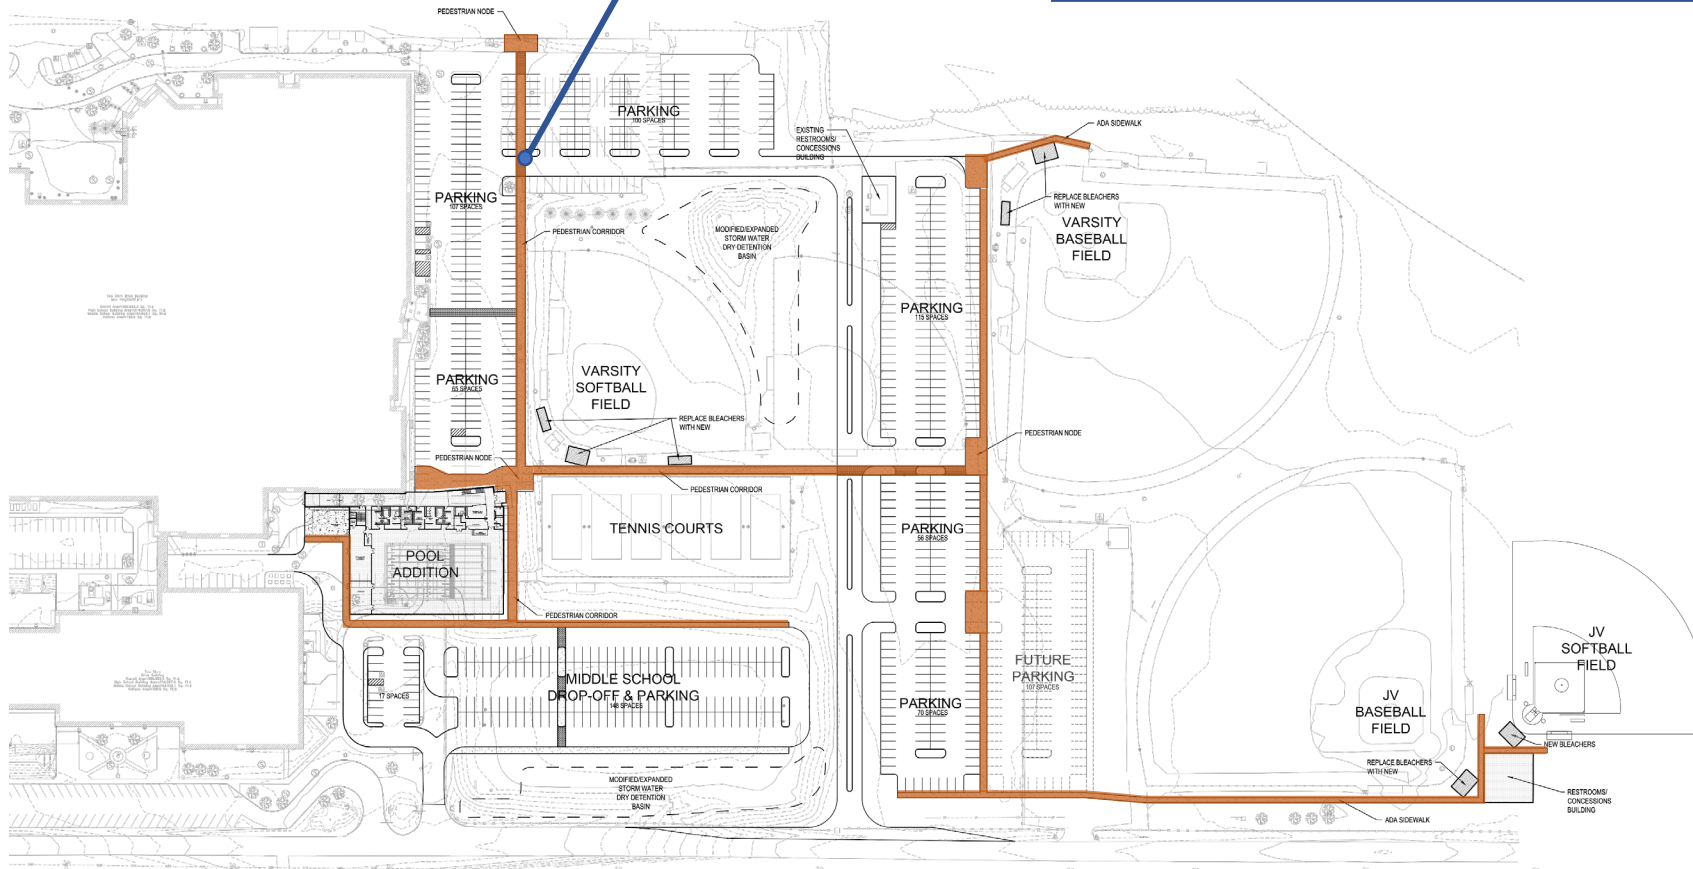 PEDESTRIAN NODE
PARKING
100 SPACES
EXISTING
RESTROOMS/
CONCESSIONS
BUILDING
ADA SIDEWALK
PARKING
107 SPACES
REPLACE BLEACHERS
WITH NEW
VARSITY
BASEBALL
FIELD
PEDESTRIAN CORRIDOR
MODIFIED/EXPANDED
STORM WATER
DRY DETENTION
BASIN
PARKING
115 SPACES
PARKING
65 SPACES
VARSITY
SOFTBALL
FIELD
REPLACE BLEACHERS
WITH NEW
PEDESTRIAN NODE
PEDESTRIAN NODE
PEDESTRIAN CORRIDOR
TENNIS COURTS
PARKING
56 SPACES
POOL
ADDITION
PEDESTRIAN CORRIDOR
JV
SOFTBALL
FIELD
FUTURE
PARKING
107 SPACES
MIDDLE SCHOOL
DROP-OFF & PARKING
148 SPACES
17 SPACES
PARKING
70 SPACES
JV
BASEBALL
FIELD
NEW BLEACHERS
REPLACE BLEACHERS
WITH NEW
MODIFIED/EXPANDED
STORM WATER
DRY DETENTION
BASIN
RESTROOMS/
CONCESSIONS
BUILDING
ADA SIDEWALK